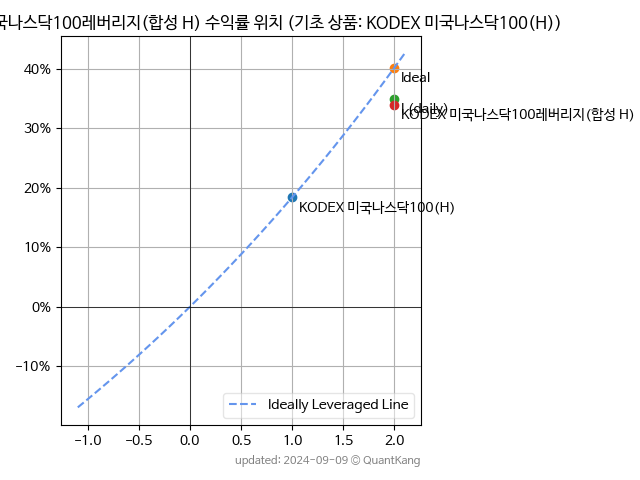 국나스닥100레버리지(합성 H) 수익률 위치 (기초 상품: KODEX 미국나스닥100(H))
40%
30%
20%
10%
0%
−10%
Ideal
L (daily)
KODEX 미국나스닥100레버리지(합성 H)
KODEX 미국나스닥100(H)
Ideally Leveraged Line
−1.0 −0.5 0.0 0.5 1.0 1.5 2.0
updated: 2024-09-09 © QuantKang